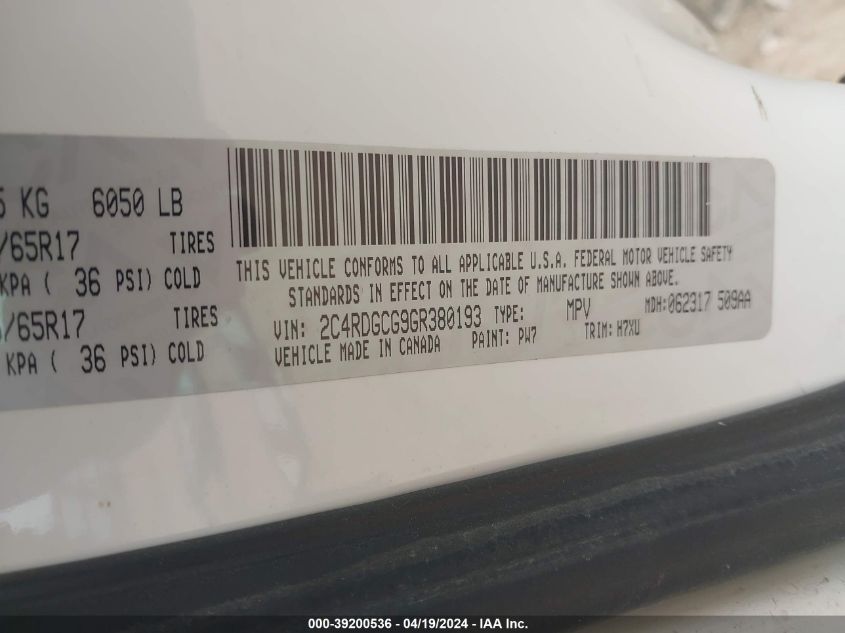 5 KG 6050 LB
/65R17 TIRES
KPA ( 36 PSI) COLD
/65R17 TIRES
KPA ( 36 PSI) COLD
THIS VEHICLE CONFORMS TO ALL APPLICABLE U.S.A. FEDERAL MOTOR VEHICLE SAFETY
STANDARDS IN EFFECT ON THE DATE OF MANUFACTURE SHOWN ABOVE.
VIN: 2C4RDGCG9GR380193 TYPE: MPV MDH: 062317 509AA
VEHICLE MADE IN CANADA PAINT: PW7 TRIM: H7XU
000-39200536 - 04/19/2024 - IAA Inc.